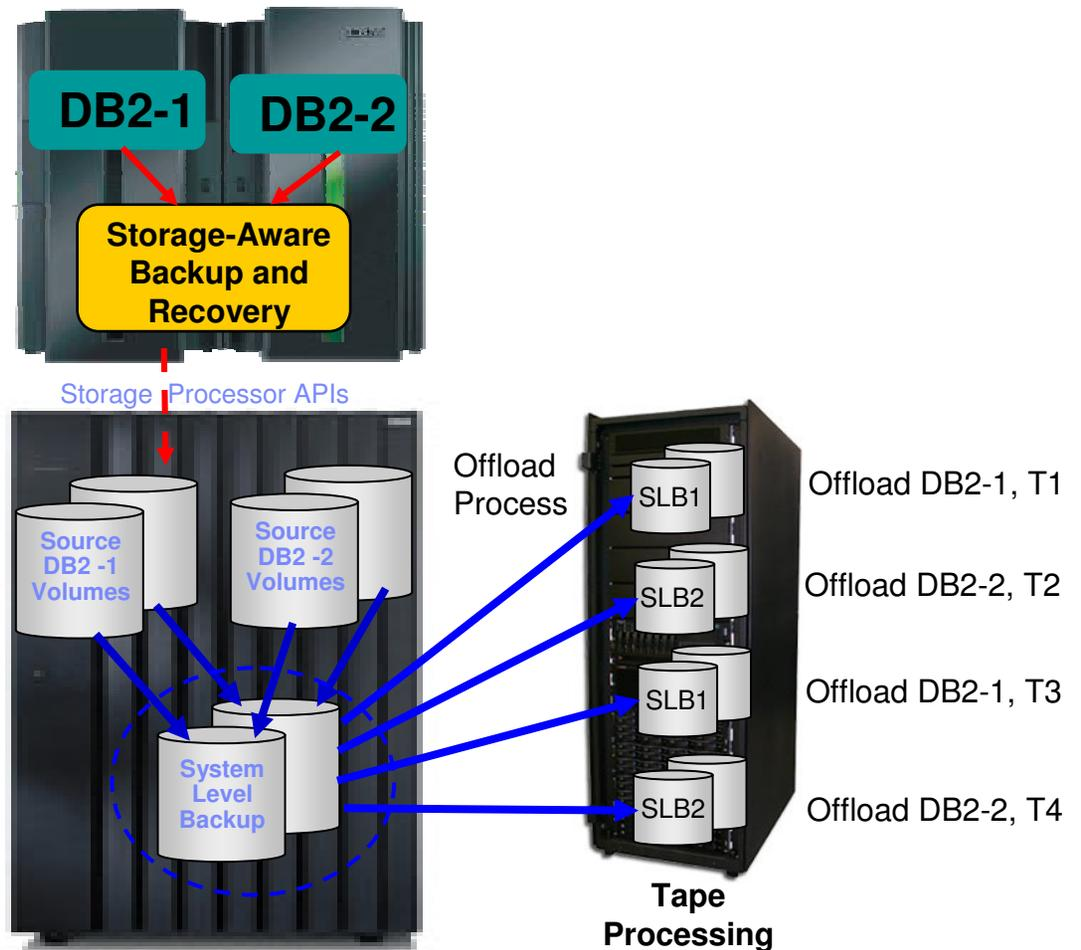 DB2-1
DB2-2
Storage-Aware
Backup and
Recovery
Storage Processor APIs
Source
DB2 -1
Volumes
Source
DB2 -2
Volumes
System
Level
Backup
Offload
Process
SLB1
Offload DB2-1, T1
SLB2
Offload DB2-2, T2
SLB1
Offload DB2-1, T3
SLB2
Offload DB2-2, T4
Tape
Processing